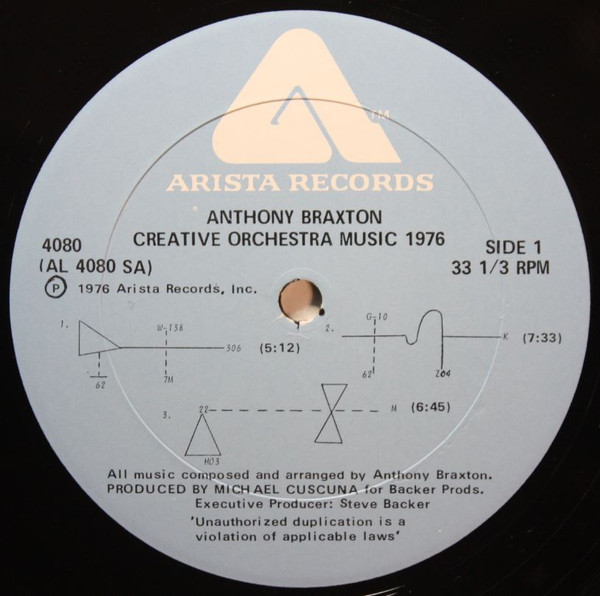 TM
ARISTA RECORDS
ANTHONY BRAXTON
CREATIVE ORCHESTRA MUSIC 1976
4080
(AL 4080 SA)
SIDE 1
33 1/3 RPM
Ⓟ 1976 Arista Records, Inc.
1. W-138 306 (5:12)
62 7M
2. G-10 K (7:33)
62 204
3. 22 M (6:45)
HO3
All music composed and arranged by Anthony Braxton.
PRODUCED BY MICHAEL CUSCUNA for Backer Prods.
Executive Producer: Steve Backer
'Unauthorized duplication is a
violation of applicable laws'